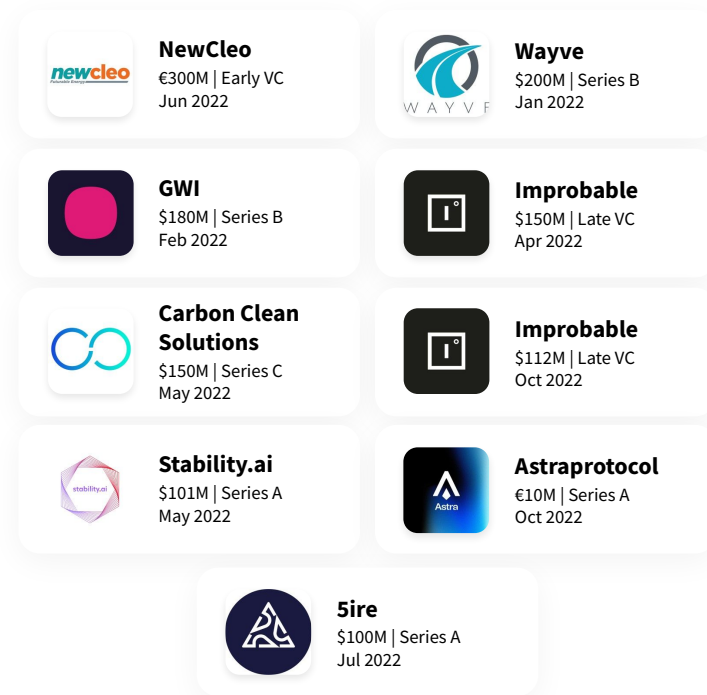 NewCleo
€300M | Early VC
Jun 2022
newcleo
Futurable Energy
Wayve
$200M | Series B
Jan 2022
WAYVE
GWI
$180M | Series B
Feb 2022
Improbable
$150M | Late VC
Apr 2022
I°
Carbon Clean
Solutions
$150M | Series C
May 2022
Improbable
$112M | Late VC
Oct 2022
I°
Stability.ai
$101M | Series A
May 2022
stability.ai
Astraprotocol
€10M | Series A
Oct 2022
Astra
5ire
$100M | Series A
Jul 2022